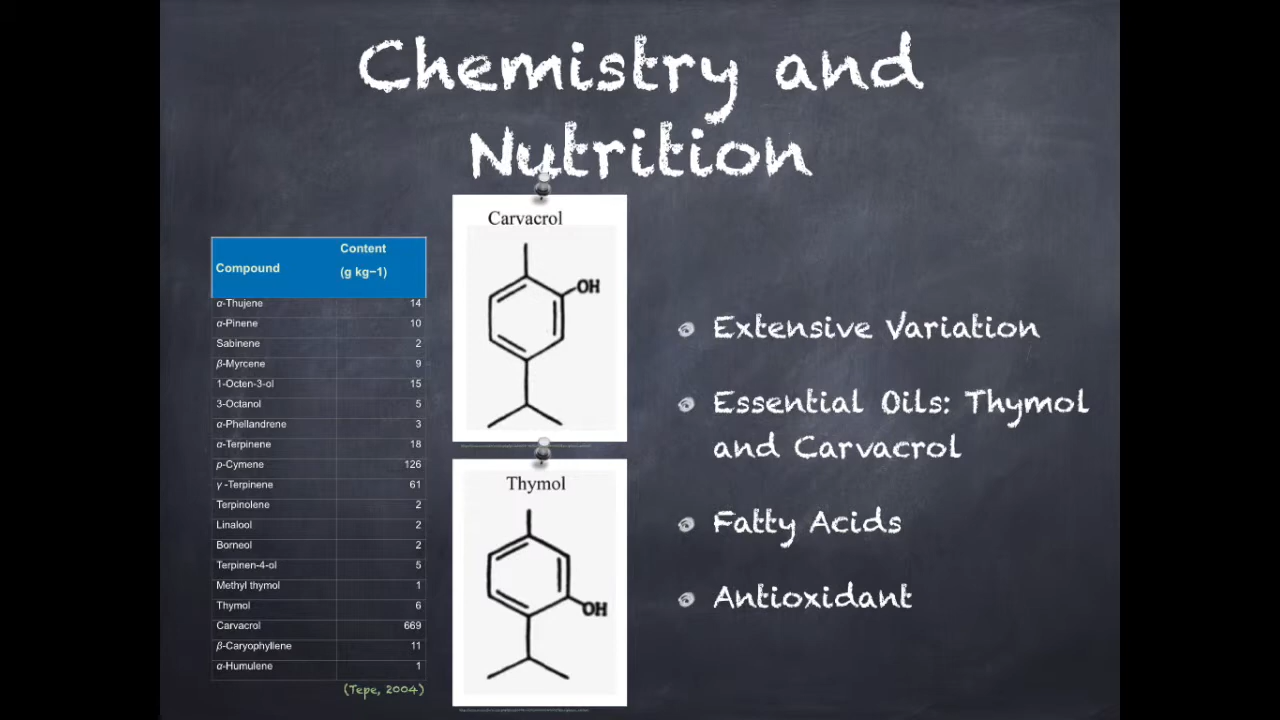 Chemistry and
Nutrition
Compound Content
(g kg−1)
α-Thujene 14
α-Pinene 10
Sabinene 2
β-Myrcene 9
1-Octen-3-ol 15
3-Octanol 5
α-Phellandrene 3
α-Terpinene 18
p-Cymene 126
γ -Terpinene 61
Terpinolene 2
Linalool 2
Borneol 2
Terpinen-4-ol 5
Methyl thymol 1
Thymol 6
Carvacrol 669
β-Caryophyllene 11
α-Humulene 1
(Tepe, 2004)
Carvacrol
OH
Thymol
OH
Extensive Variation
Essential Oils: Thymol
and Carvacrol
Fatty Acids
Antioxidant